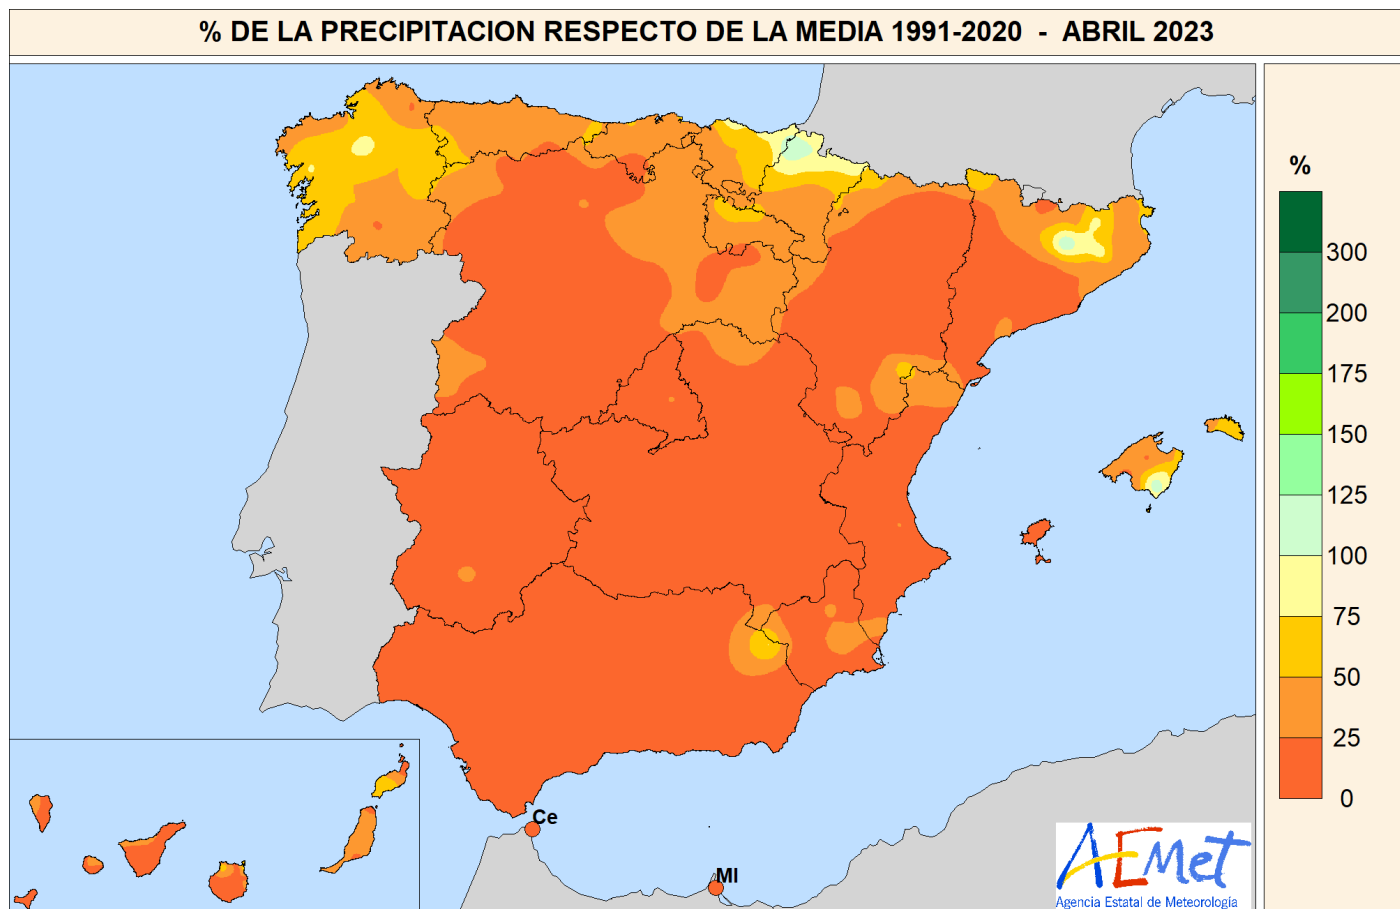 % DE LA PRECIPITACION RESPECTO DE LA MEDIA 1991-2020 - ABRIL 2023
%
300
200
175
150
125
100
75
50
25
0
Ce
Ml
AEMet
Agencia Estatal de Meteorología